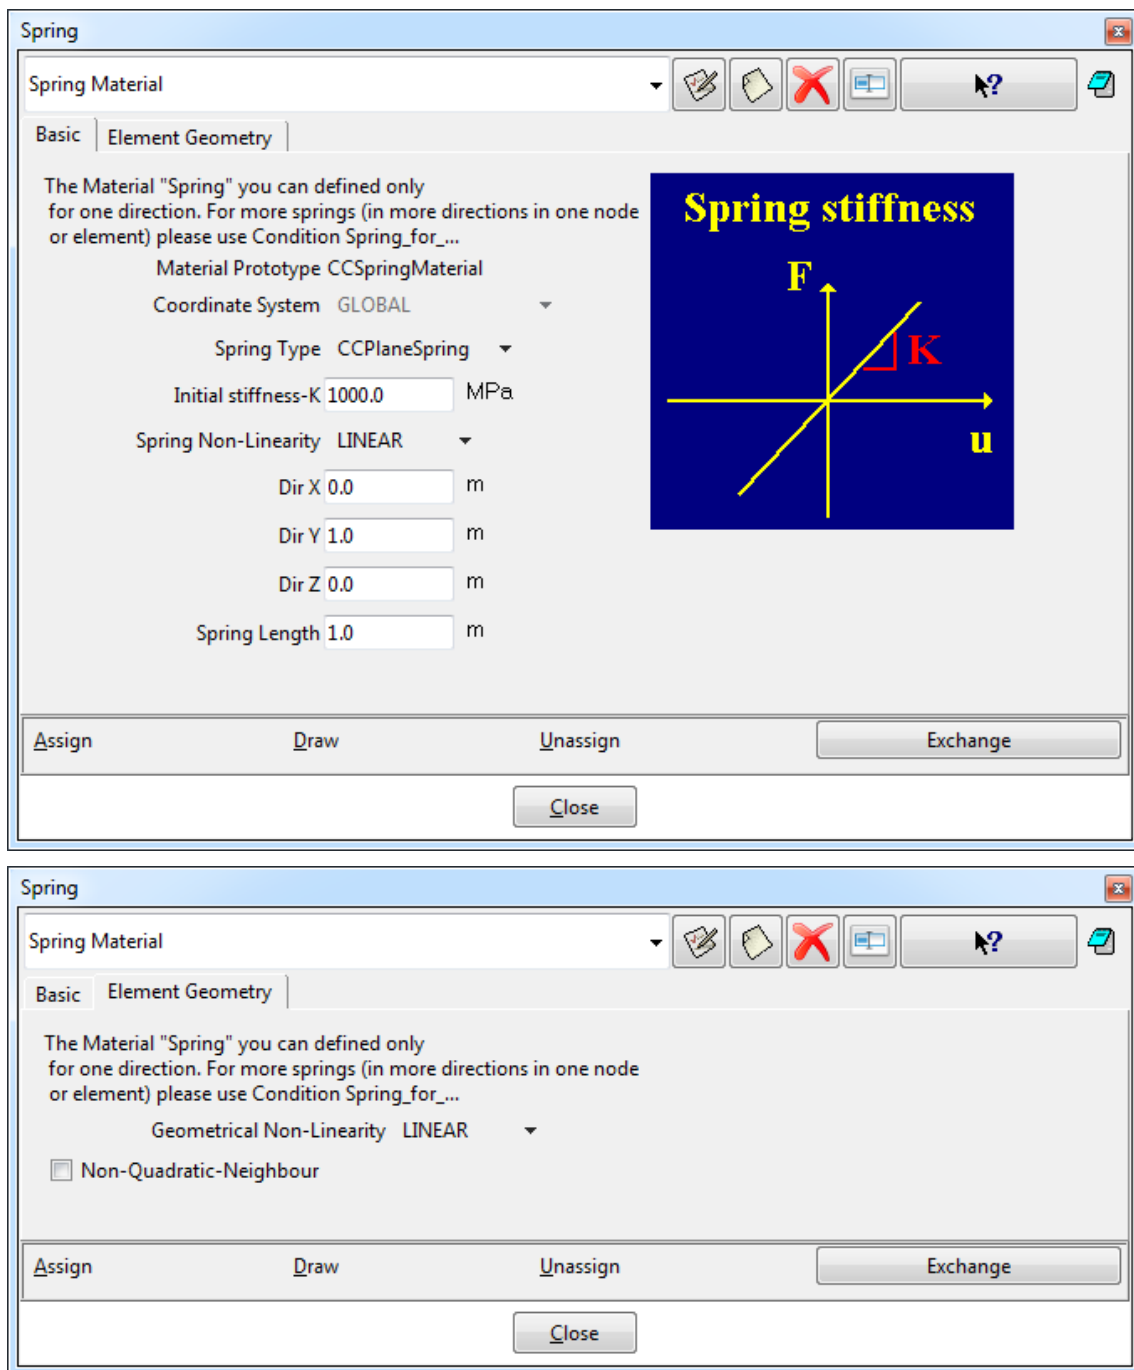 Spring
Spring Material
Basic Element Geometry
The Material "Spring" you can defined only
for one direction. For more springs (in more directions in one node
or element) please use Condition Spring_for_...
Material Prototype CCSpringMaterial
Coordinate System GLOBAL
Spring Type CCPlaneSpring
Initial stiffness-K 1000.0 MPa
Spring Non-Linearity LINEAR
Dir X 0.0 m
Dir Y 1.0 m
Dir Z 0.0 m
Spring Length 1.0 m
Spring stiffness
F
K
u
Assign Draw Unassign Exchange
Close
Spring
Spring Material
Basic Element Geometry
The Material "Spring" you can defined only
for one direction. For more springs (in more directions in one node
or element) please use Condition Spring_for_...
Geometrical Non-Linearity LINEAR
Non-Quadratic-Neighbour
Assign Draw Unassign Exchange
Close